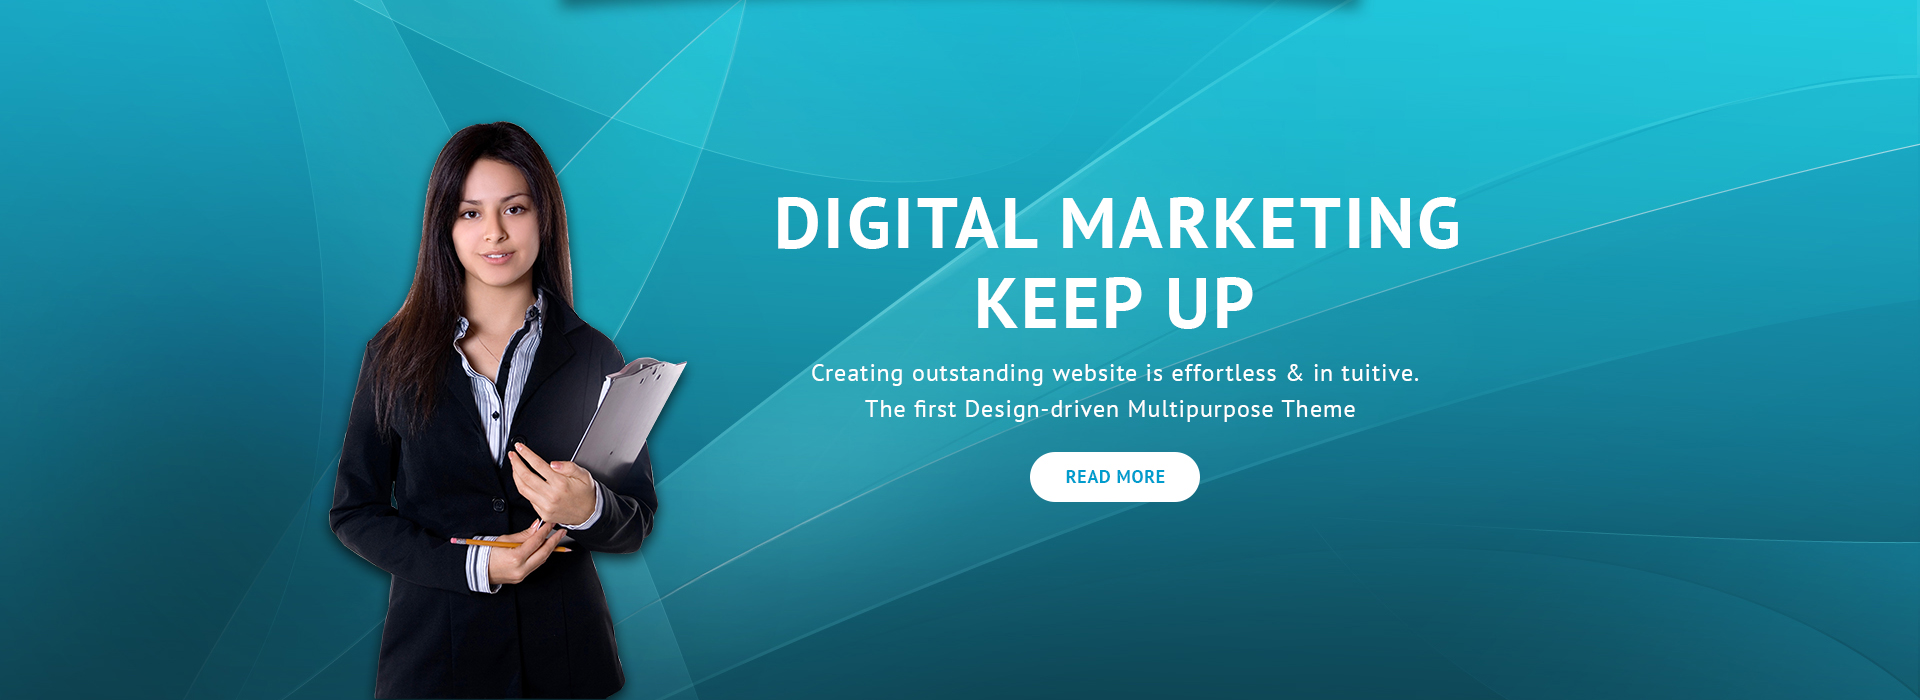 DIGITAL MARKETING
KEEP UP
Creating outstanding website is effortless & in tuitive.
The first Design-driven Multipurpose Theme
READ MORE